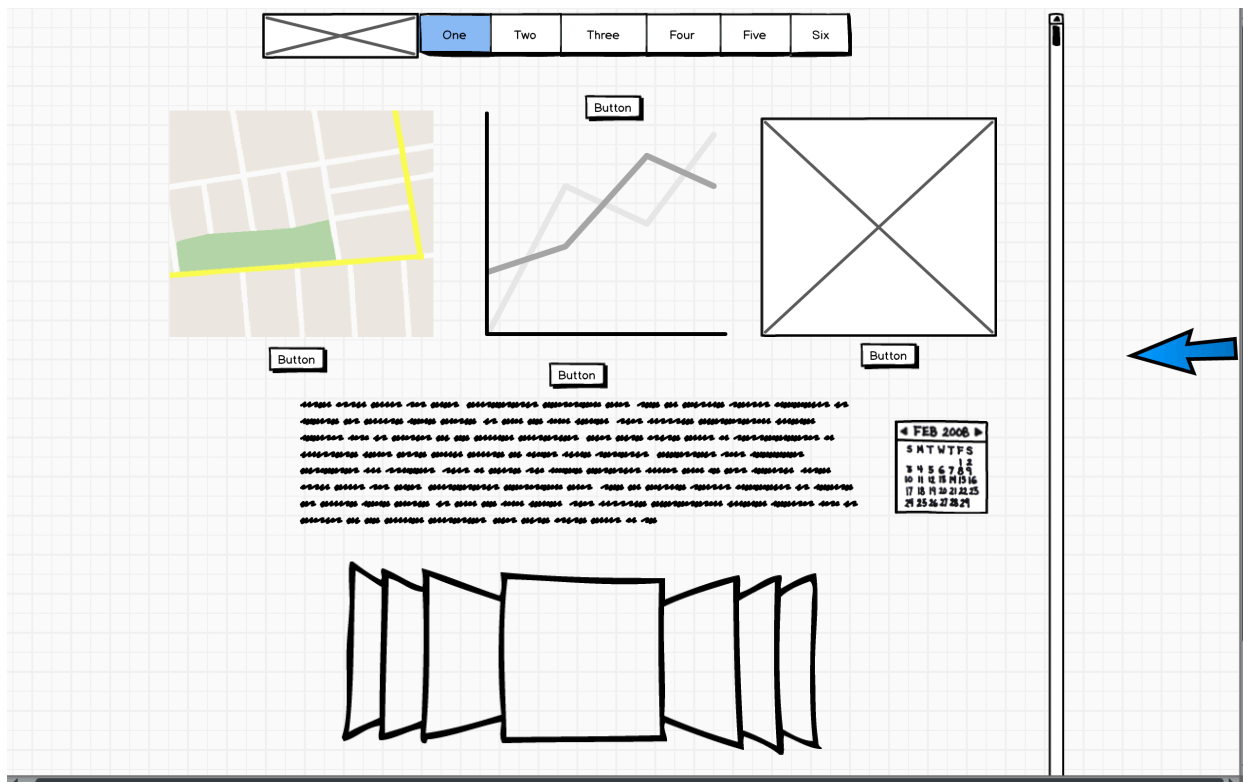 One Two Three Four Five Six
Button
Button
Button
Button
FEB 2008
S M T W T F S
1 2
3 4 5 6 7 8 9
10 11 12 13 14 15 16
17 18 19 20 21 22 23
24 25 26 27 28 29